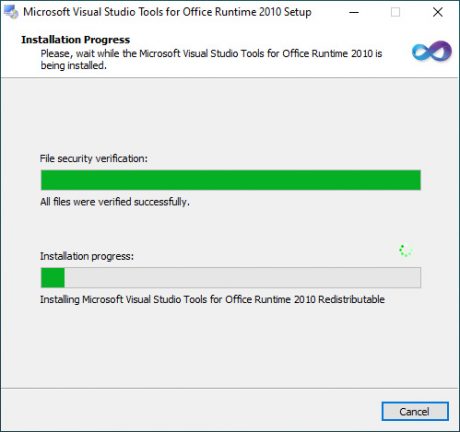 Microsoft Visual Studio Tools for Office Runtime 2010 Setup
Installation Progress
Please, wait while the Microsoft Visual Studio Tools for Office Runtime 2010 is
being installed.
File security verification:
All files were verified successfully.
Installation progress:
Installing Microsoft Visual Studio Tools for Office Runtime 2010 Redistributable
Cancel